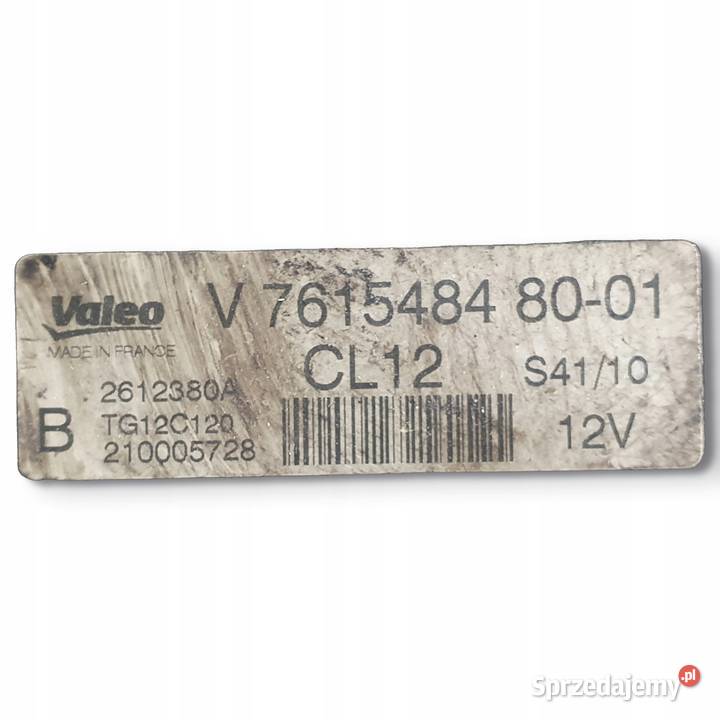 Valeo V 7615484 80-01
MADE IN FRANCE CL12 S41/10
2612380A
B TG12C120 12V
210005728
Sprzedajemy.pl